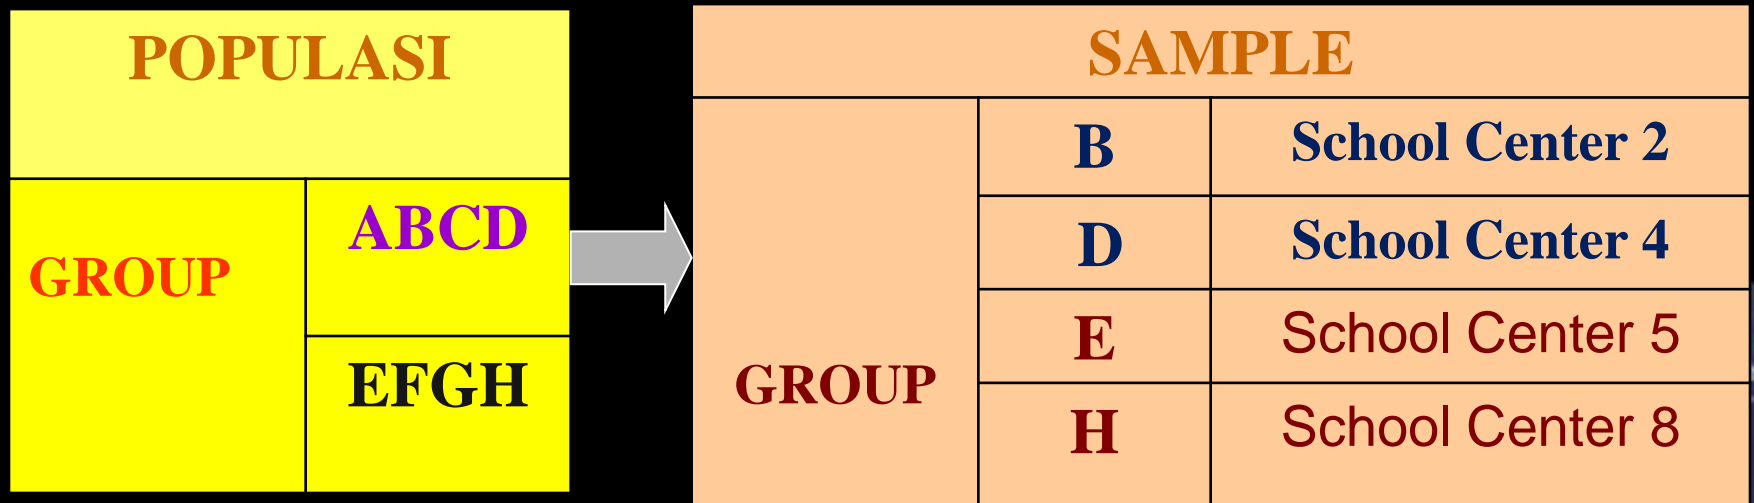 POPULASI
GROUP
ABCD
EFGH
SAMPLE
GROUP
B
School Center 2
D
School Center 4
E
School Center 5
H
School Center 8